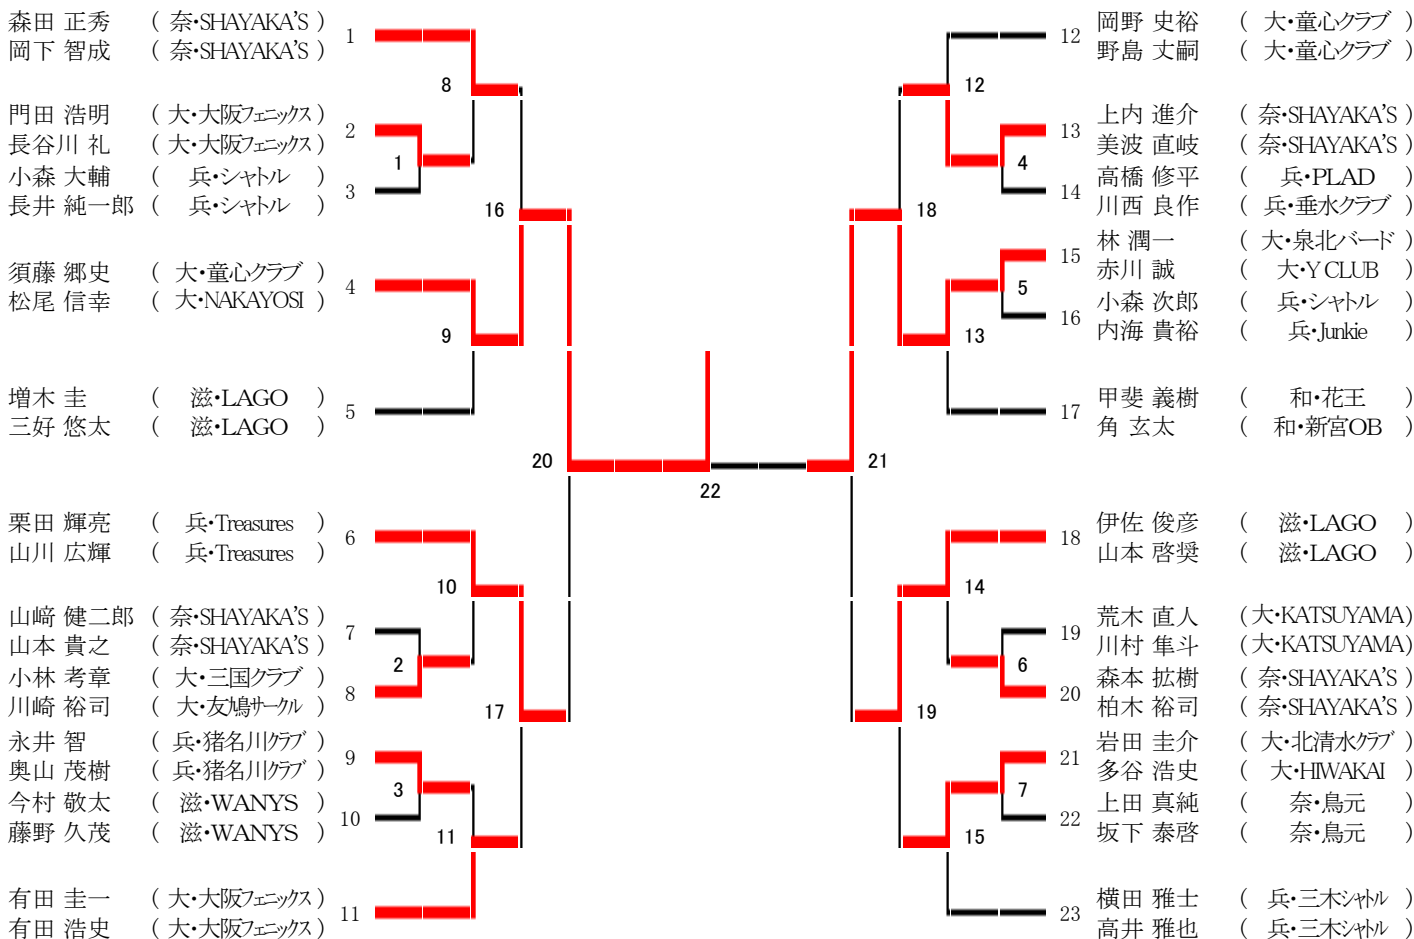 森田 正秀 ( 奈・SHAYAKA'S ) 1
岡下 智成 ( 奈・SHAYAKA'S )
8
門田 浩明 ( 大・大阪フェニックス ) 2
長谷川 礼 ( 大・大阪フェニックス )
1
小森 大輔 ( 兵・シャトル ) 3
長井 純一郎 ( 兵・シャトル )
16
須藤 郷史 ( 大・童心クラブ ) 4
松尾 信幸 ( 大・NAKAYOSI )
9
増木 圭 ( 滋・LAGO ) 5
三好 悠太 ( 滋・LAGO )
20
栗田 輝亮 ( 兵・Treasures ) 6
山川 広輝 ( 兵・Treasures )
10
山﨑 健二郎 ( 奈・SHAYAKA'S ) 7
山本 貴之 ( 奈・SHAYAKA'S )
2
小林 考章 ( 大・三国クラブ ) 8
川崎 裕司 ( 大・友鳩サークル )
17
永井 智 ( 兵・猪名川クラブ ) 9
奥山 茂樹 ( 兵・猪名川クラブ )
3
今村 敬太 ( 滋・WANYS ) 10
藤野 久茂 ( 滋・WANYS )
11
有田 圭一 ( 大・大阪フェニックス ) 11
有田 浩史 ( 大・大阪フェニックス )
22
12 岡野 史裕 ( 大・童心クラブ )
野島 丈嗣 ( 大・童心クラブ )
12
13 上内 進介 ( 奈・SHAYAKA'S )
美波 直岐 ( 奈・SHAYAKA'S )
4
14 高橋 修平 ( 兵・PLAD )
川西 良作 ( 兵・垂水クラブ )
18
15 林 潤一 ( 大・泉北バード )
赤川 誠 ( 大・Y CLUB )
5
16 小森 次郎 ( 兵・シャトル )
内海 貴裕 ( 兵・Junkie )
13
17 甲斐 義樹 ( 和・花王 )
角 玄太 ( 和・新宮OB )
21
18 伊佐 俊彦 ( 滋・LAGO )
山本 啓奨 ( 滋・LAGO )
14
19 荒木 直人 ( 大・KATSUYAMA )
川村 隼斗 ( 大・KATSUYAMA )
6
20 森本 拡樹 ( 奈・SHAYAKA'S )
柏木 裕司 ( 奈・SHAYAKA'S )
19
21 岩田 圭介 ( 大・北清水クラブ )
多谷 浩史 ( 大・HIWAKAI )
7
22 上田 真純 ( 奈・鳥元 )
坂下 泰啓 ( 奈・鳥元 )
15
23 横田 雅士 ( 兵・三木シャトル )
高井 雅也 ( 兵・三木シャトル )